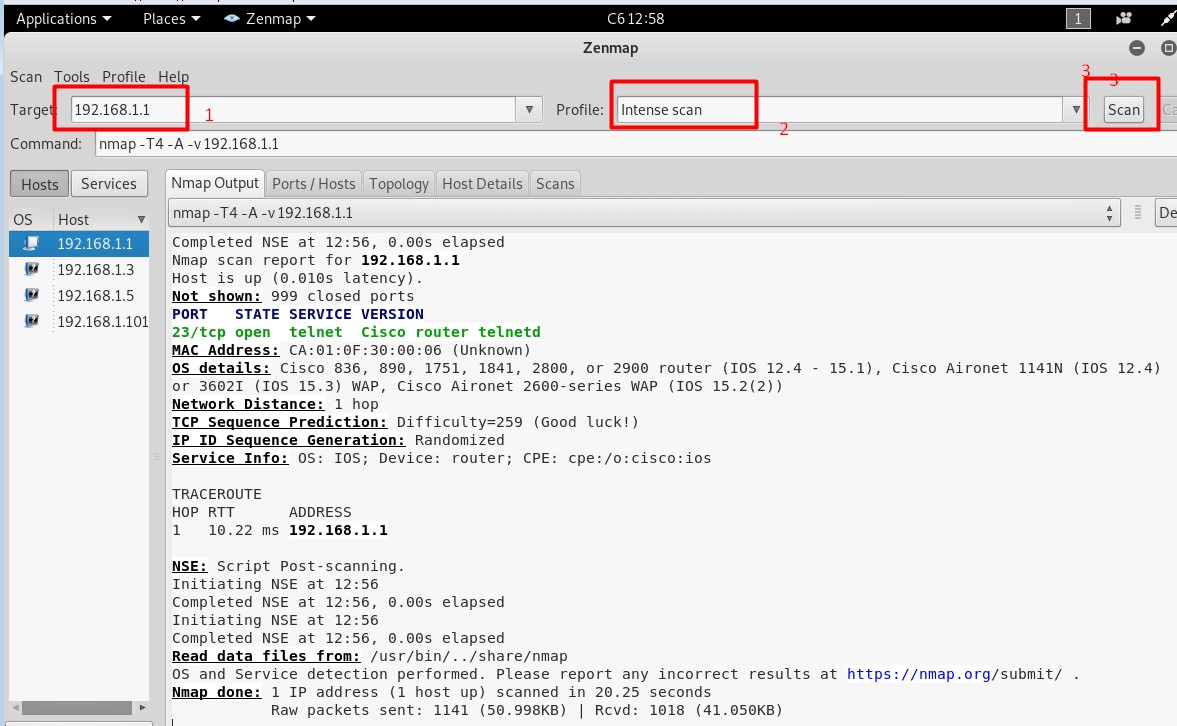 Applications Places Zenmap C6 12:58 1
Zenmap
Scan Tools Profile Help
3 3
Target: 192.168.1.1 1 Profile: Intense scan 2 Scan Ca
Command: nmap -T4 -A -v 192.168.1.1
Hosts Services Nmap Output Ports / Hosts Topology Host Details Scans
OS Host nmap -T4 -A -v 192.168.1.1 De
192.168.1.1
192.168.1.3
192.168.1.5
192.168.1.101
Completed NSE at 12:56, 0.00s elapsed
Nmap scan report for 192.168.1.1
Host is up (0.010s latency).
Not shown: 999 closed ports
PORT STATE SERVICE VERSION
23/tcp open telnet Cisco router telnetd
MAC Address: CA:01:0F:30:00:06 (Unknown)
OS details: Cisco 836, 890, 1751, 1841, 2800, or 2900 router (IOS 12.4 - 15.1), Cisco Aironet 1141N (IOS 12.4)
or 3602I (IOS 15.3) WAP, Cisco Aironet 2600-series WAP (IOS 15.2(2))
Network Distance: 1 hop
TCP Sequence Prediction: Difficulty=259 (Good luck!)
IP ID Sequence Generation: Randomized
Service Info: OS: IOS; Device: router; CPE: cpe:/o:cisco:ios
TRACEROUTE
HOP RTT ADDRESS
1 10.22 ms 192.168.1.1
NSE: Script Post-scanning.
Initiating NSE at 12:56
Completed NSE at 12:56, 0.00s elapsed
Initiating NSE at 12:56
Completed NSE at 12:56, 0.00s elapsed
Read data files from: /usr/bin/../share/nmap
OS and Service detection performed. Please report any incorrect results at https://nmap.org/submit/ .
Nmap done: 1 IP address (1 host up) scanned in 20.25 seconds
Raw packets sent: 1141 (50.998KB) | Rcvd: 1018 (41.050KB)